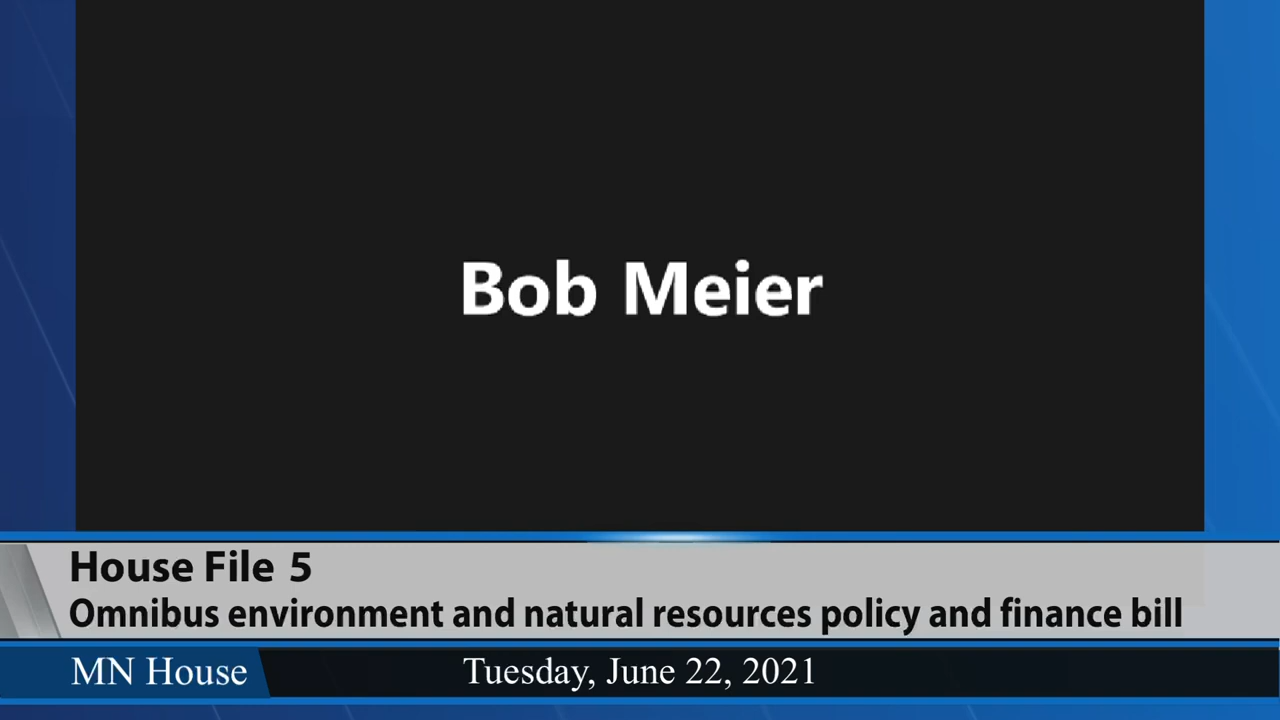 Bob Meier
House File 5
Omnibus environment and natural resources policy and finance bill
MN House
Tuesday, June 22, 2021